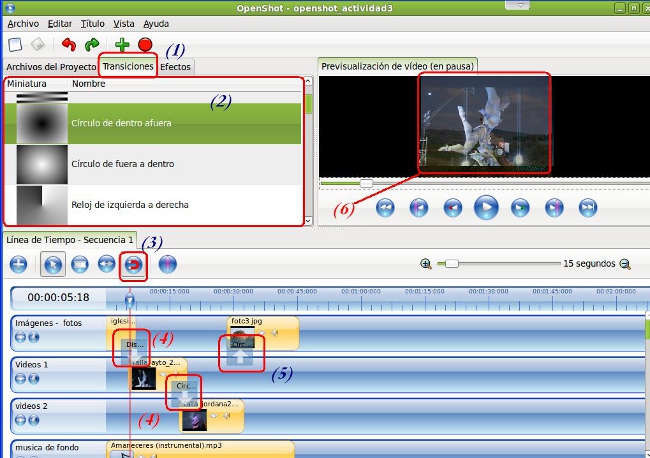 OpenShot - openshot_actividad3
Archivo Editar Título Vista Ayuda
(1)
Archivos del Proyecto Transiciones Efectos
Previsualización de vídeo (en pausa)
Miniatura Nombre
(2)
Círculo de dentro afuera
Círculo de fuera a dentro
Reloj de izquierda a derecha
(6)
Línea de Tiempo - Secuencia 1
(3)
15 segundos
00:00:05:18
00:00:15:000 00:00:30:000 00:00:45:000 00:01:00:000 00:01:15:000 00:01:30:000 00:01:45:000 00:02:00:000
Imágenes - fotos
iglesi...
foto3 jpg
Dis...
(4)
Circ...
(5)
Videos 1
Circ...
(4)
videos 2
musica de fondo
Amaneceres (instrumental).mp3